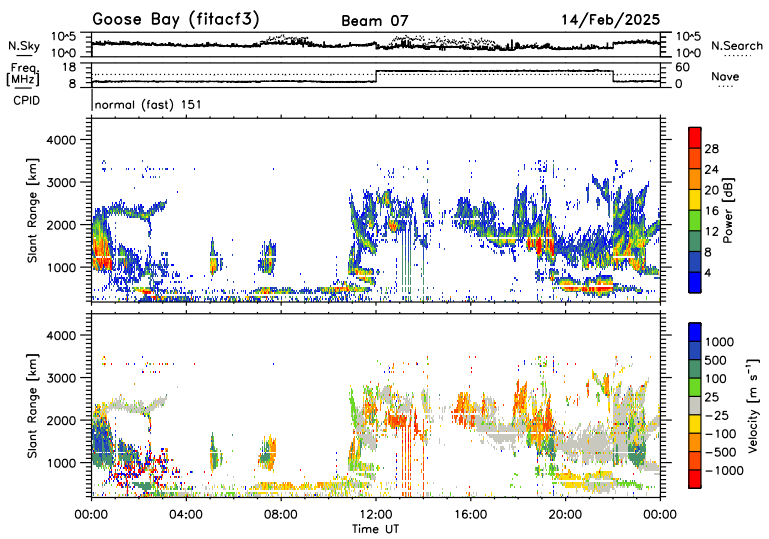 Goose Bay (fitacf3) Beam 07 14/Feb/2025
N.Sky 10^5 10^0 10^5 10^0 N.Search
Freq. [MHz] 18 8 60 0 Nave
CPID normal (fast) 151
Slant Range [km]
4000
3000
2000
1000
Power [dB]
28
24
20
16
12
8
4
Slant Range [km]
4000
3000
2000
1000
Velocity [m s⁻¹]
1000
500
100
25
−25
−100
−500
−1000
00:00 04:00 08:00 12:00 16:00 20:00 00:00
Time UT